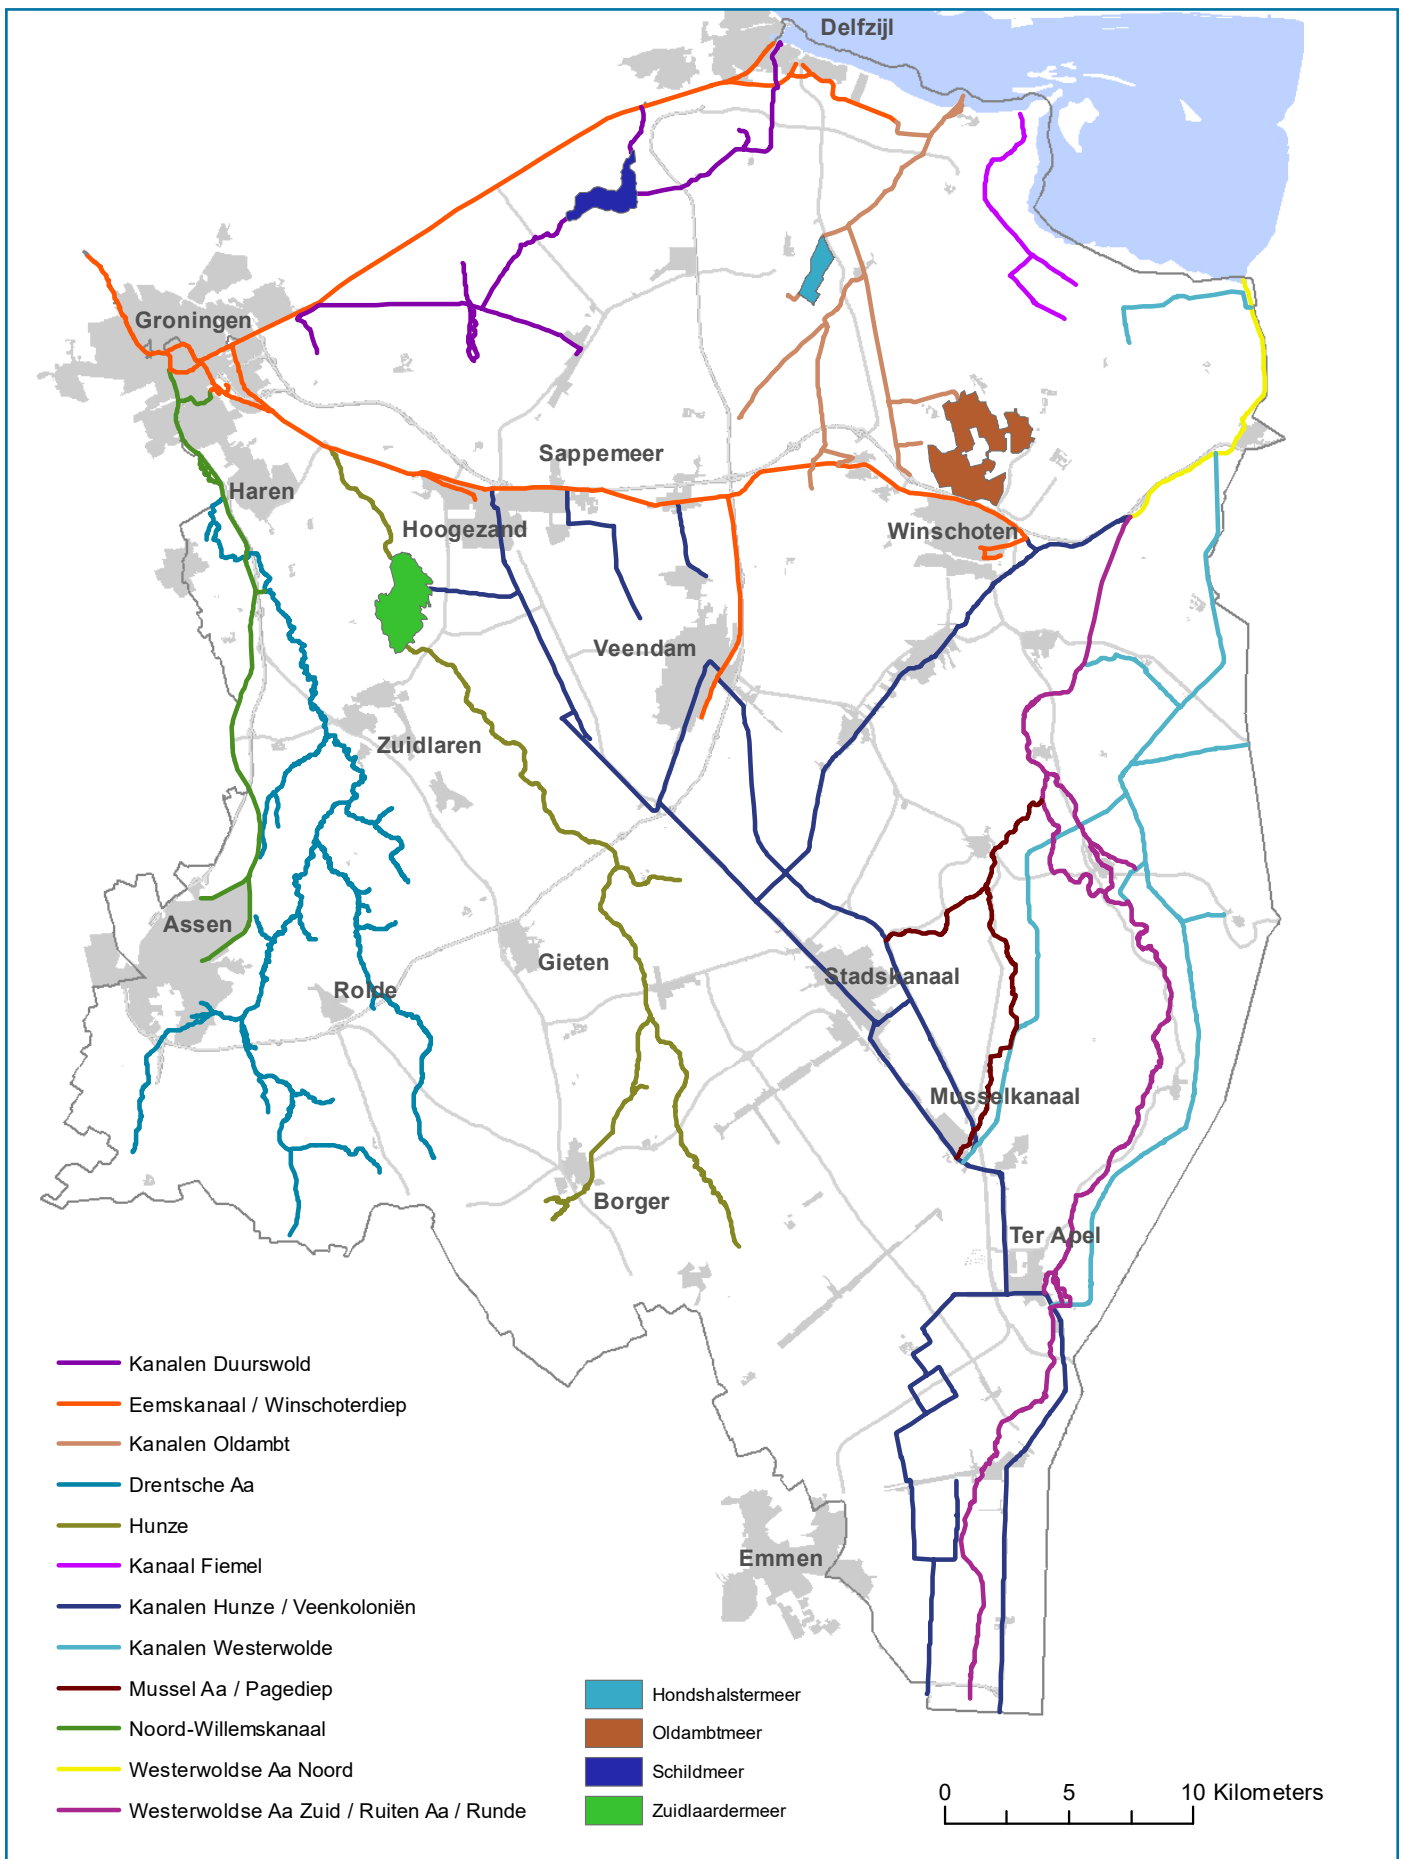 Delfzijl
Groningen
Sappemeer
Haren
Hoogezand
Winschoten
Veendam
Zuidlaren
Assen
Gieten
Rolde
Stadskanaal
Musselkanaal
Borger
Ter Apel
Emmen
Kanalen Duurswold
Eemskanaal / Winschoterdiep
Kanalen Oldambt
Drentsche Aa
Hunze
Kanaal Fiemel
Kanalen Hunze / Veenkoloniën
Kanalen Westerwolde
Mussel Aa / Pagediep
Noord-Willemskanaal
Westerwoldse Aa Noord
Westerwoldse Aa Zuid / Ruiten Aa / Runde
Hondshalstermeer
Oldambtmeer
Schildmeer
Zuidlaardermeer
0 5 10 Kilometers